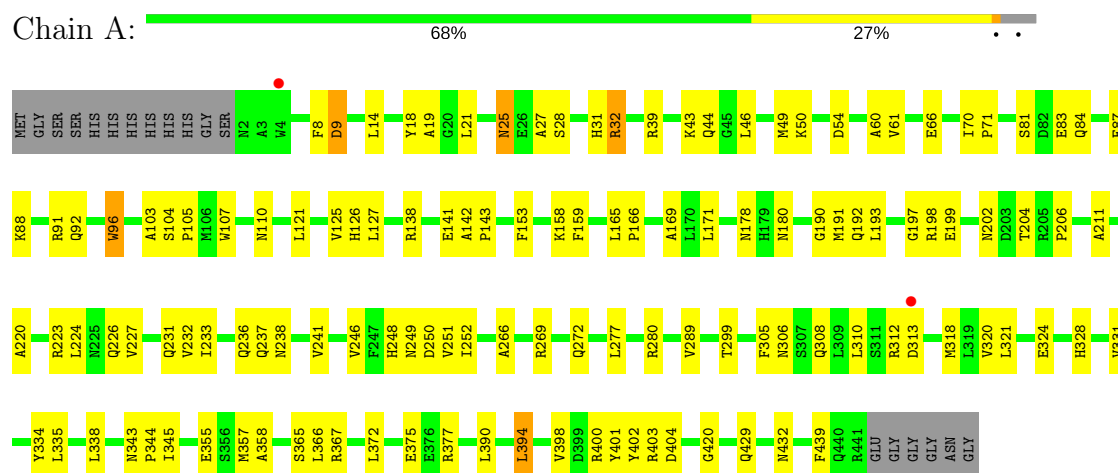 Chain A:
68% 27% • •
MET GLY SER SER HIS HIS HIS HIS HIS HIS GLY SER N2 A3 W4 F8 D9 L14 Y18 A19 G20 L21 N25 E26 A27 S28 H31 R32 R39 K43 Q44 G45 L46 M49 K50 D54 A60 V61 E66 I70 P71 S81 D82 E83 Q84 E87
K88 R91 Q92 W96 A103 S104 P105 M106 W107 N110 L121 V125 H126 L127 R138 E141 A142 P143 F153 K158 F159 L165 P166 A169 L170 L171 N178 H179 N180 G190 M191 Q192 L193 G197 R198 E199 N202 D203 T204 R205 P206 A211
A220 R223 L224 N225 Q226 V227 Q231 V232 I233 Q236 Q237 N238 V241 V246 F247 H248 N249 D250 V251 I252 A266 R269 Q272 L277 R280 V289 T299 F305 N306 S307 Q308 L309 L310 S311 R312 D313 M318 L319 V320 L321 E324 H328 V331
Y334 L335 L338 N343 P344 I345 E355 S356 M357 A358 S365 L366 R367 L372 E375 E376 R377 L390 L394 V398 D399 R400 Y401 Y402 R403 D404 G420 Q429 N432 F439 Q440 R441 GLU GLY GLY GLY ASN GLY